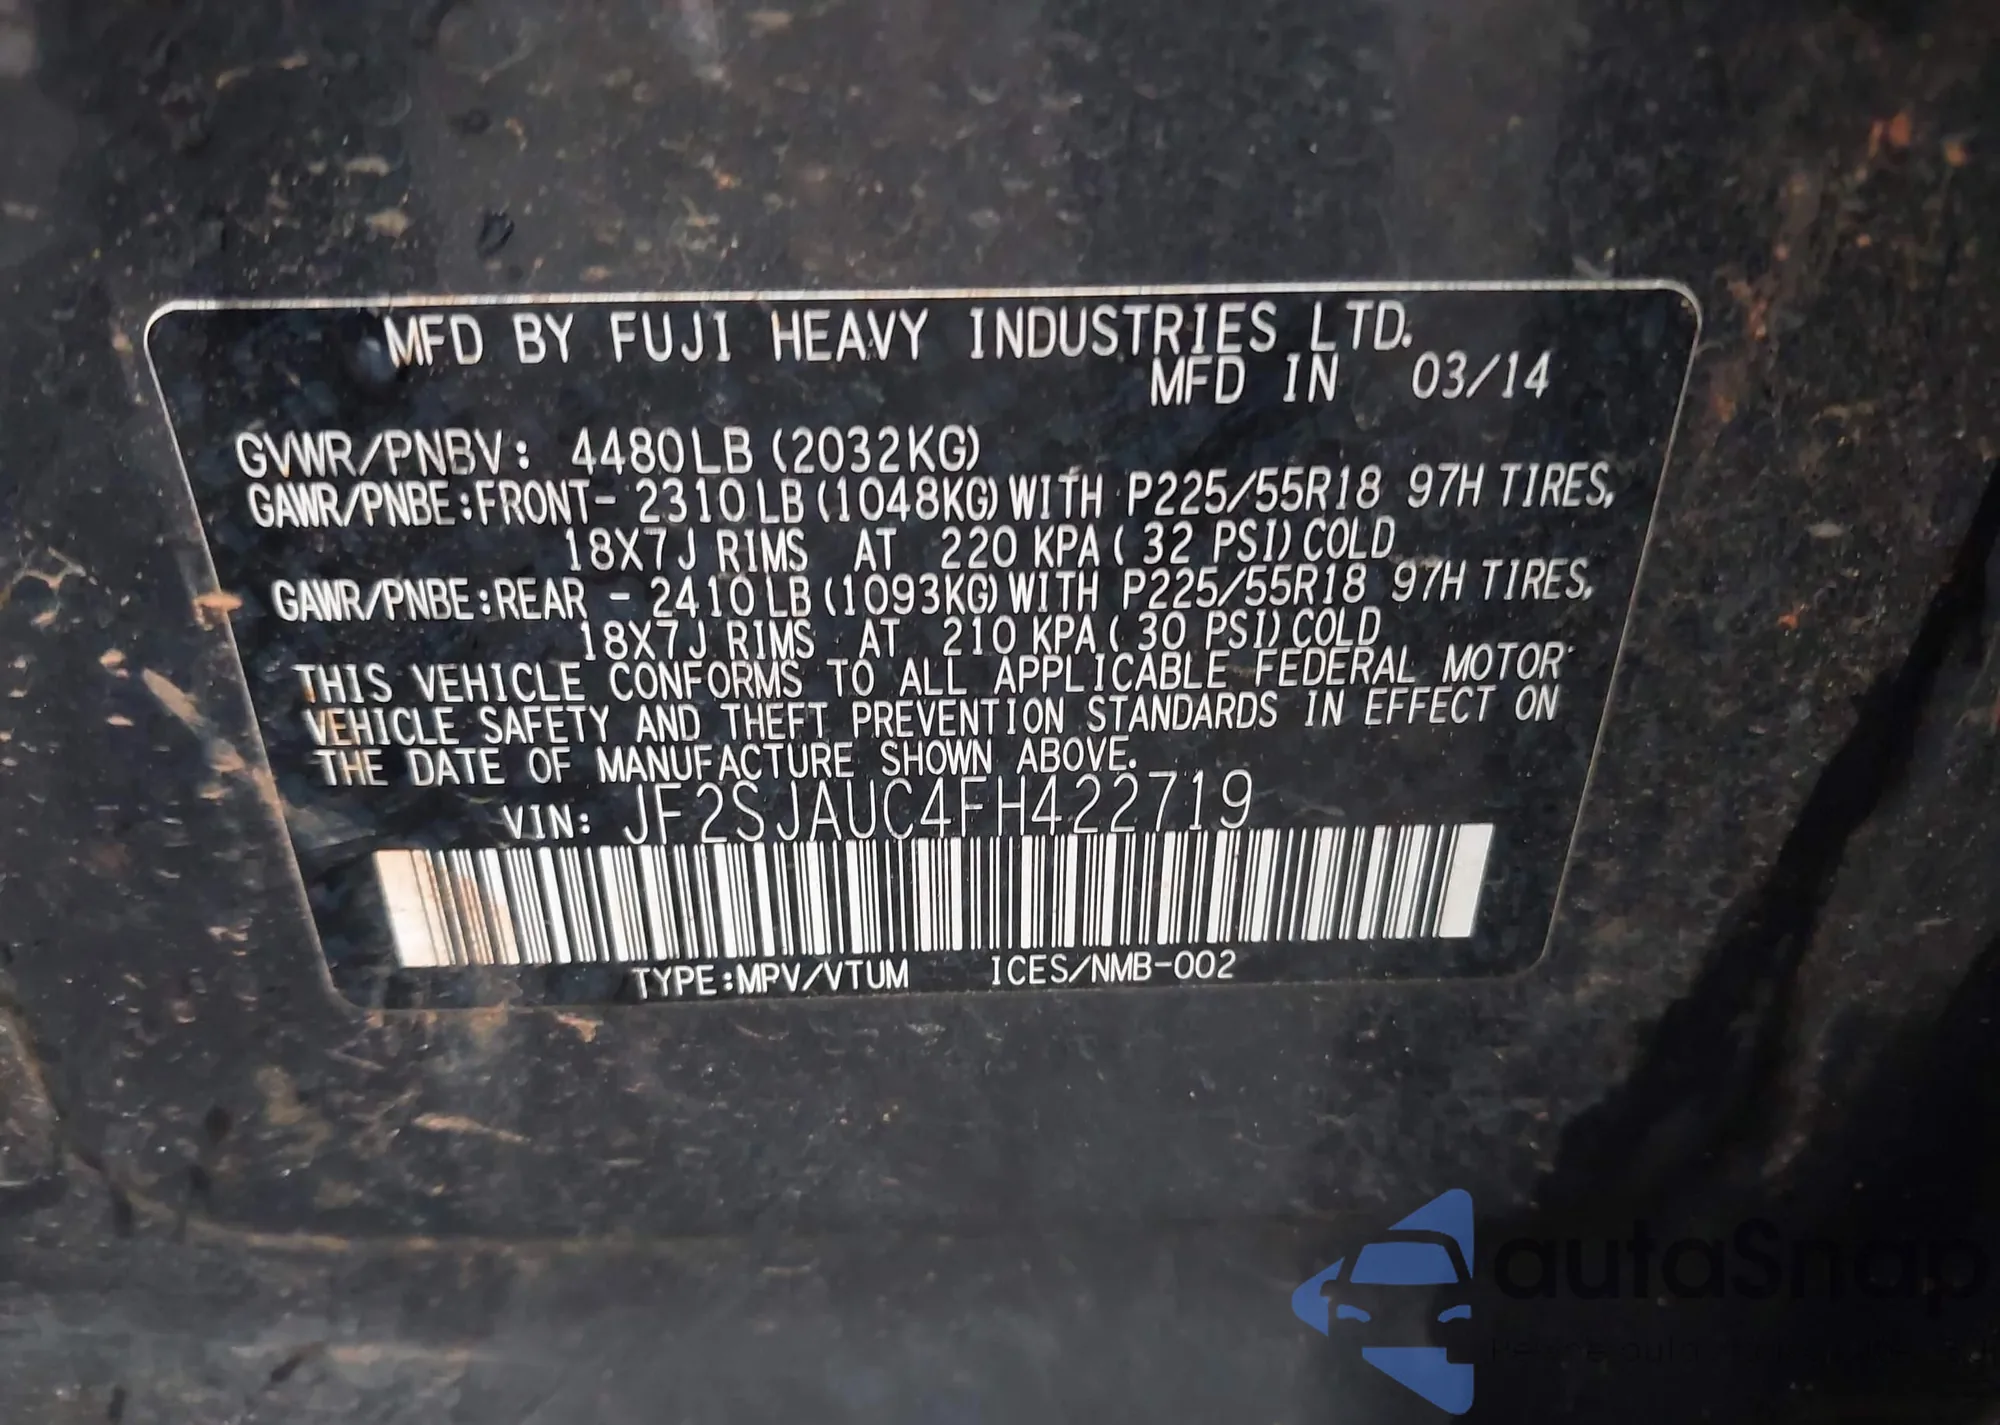 MFD BY FUJI HEAVY INDUSTRIES LTD.
MFD IN 03/14
GVWR/PNBV: 4480LB (2032KG)
GAWR/PNBE:FRONT- 2310LB (1048KG) WITH P225/55R18 97H TIRES,
18X7J RIMS AT 220 KPA ( 32 PSI) COLD
GAWR/PNBE:REAR - 2410LB (1093KG) WITH P225/55R18 97H TIRES,
18X7J RIMS AT 210 KPA ( 30 PSI) COLD
THIS VEHICLE CONFORMS TO ALL APPLICABLE FEDERAL MOTOR
VEHICLE SAFETY AND THEFT PREVENTION STANDARDS IN EFFECT ON
THE DATE OF MANUFACTURE SHOWN ABOVE.
VIN: JF2SJAUC4FH422719
TYPE:MPV/VTUM ICES/NMB-002
autaSnap